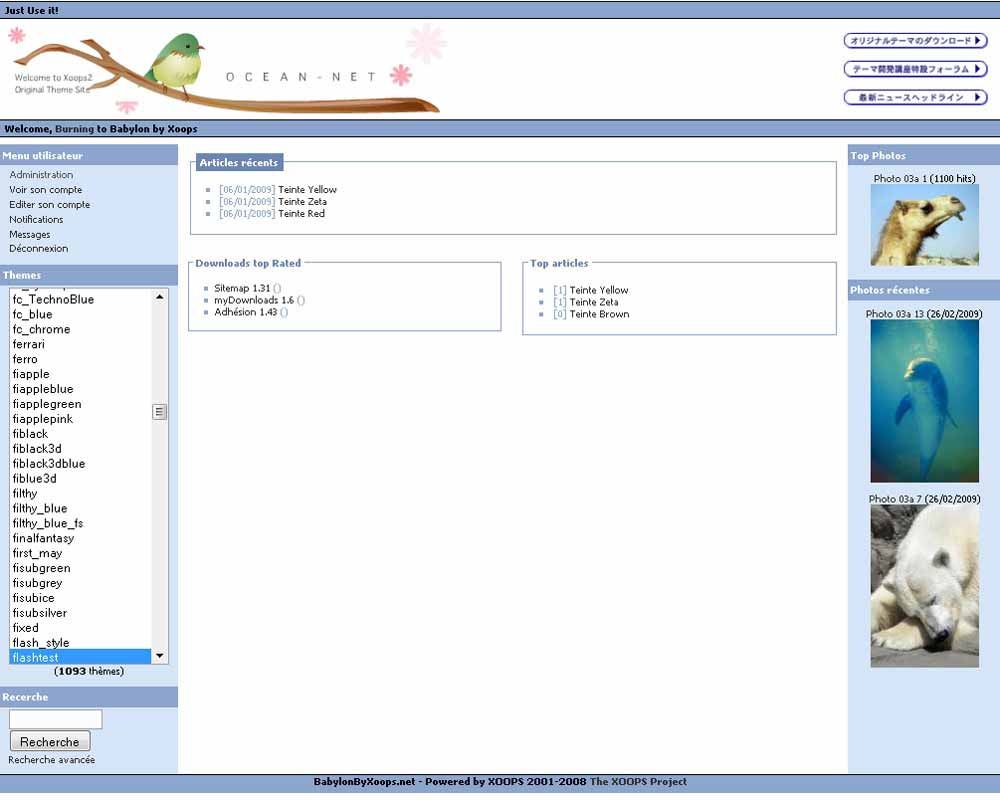 Just Use it!
Welcome to Xoops2
Original Theme Site
OCEAN-NET
オリジナルテーマのダウンロード
テーマ開発講座特設フォーラム
最新ニュースヘッドライン
Welcome, Burning to Babylon by Xoops
Menu utilisateur
Administration
Voir son compte
Editer son compte
Notifications
Messages
Déconnexion
Themes
fc_TechnoBlue
fc_blue
fc_chrome
ferrari
ferro
fiapple
fiappleblue
fiapplegreen
fiapplepink
fiblack
fiblack3d
fiblack3dblue
fiblue3d
filthy
filthy_blue
filthy_blue_fs
finalfantasy
first_may
fisubgreen
fisubgrey
fisubice
fisubsilver
fixed
flash_style
flashtest
(1093 thèmes)
Recerche
Recherche
Recherche avancée
Articles récents
[06/01/2009] Teinte Yellow
[06/01/2009] Teinte Zeta
[06/01/2009] Teinte Red
Downloads top Rated
Sitemap 1.31 ()
myDownloads 1.6 ()
Adhésion 1.43 ()
Top articles
[1] Teinte Yellow
[1] Teinte Zeta
[0] Teinte Brown
Top Photos
Photo 03a 1 (1100 hits)
Photos récentes
Photo 03a 13 (26/02/2009)
Photo 03a 7 (26/02/2009)
BabylonByXoops.net - Powered by XOOPS 2001-2008 The XOOPS Project